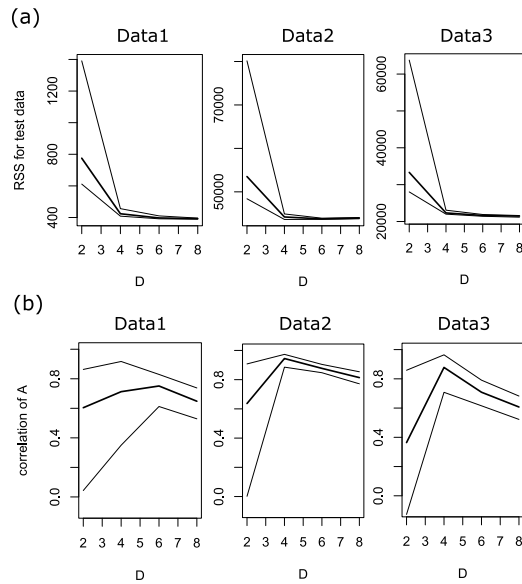 (a)
Data1
Data2
Data3
RSS for test data
400 800 1200
50000 70000
20000 40000 60000
2 3 4 5 6 7 8
2 3 4 5 6 7 8
2 3 4 5 6 7 8
D
D
D
(b)
Data1
Data2
Data3
correlation of A
0.0 0.4 0.8
0.0 0.4 0.8
0.0 0.4 0.8
2 3 4 5 6 7 8
2 3 4 5 6 7 8
2 3 4 5 6 7 8
D
D
D